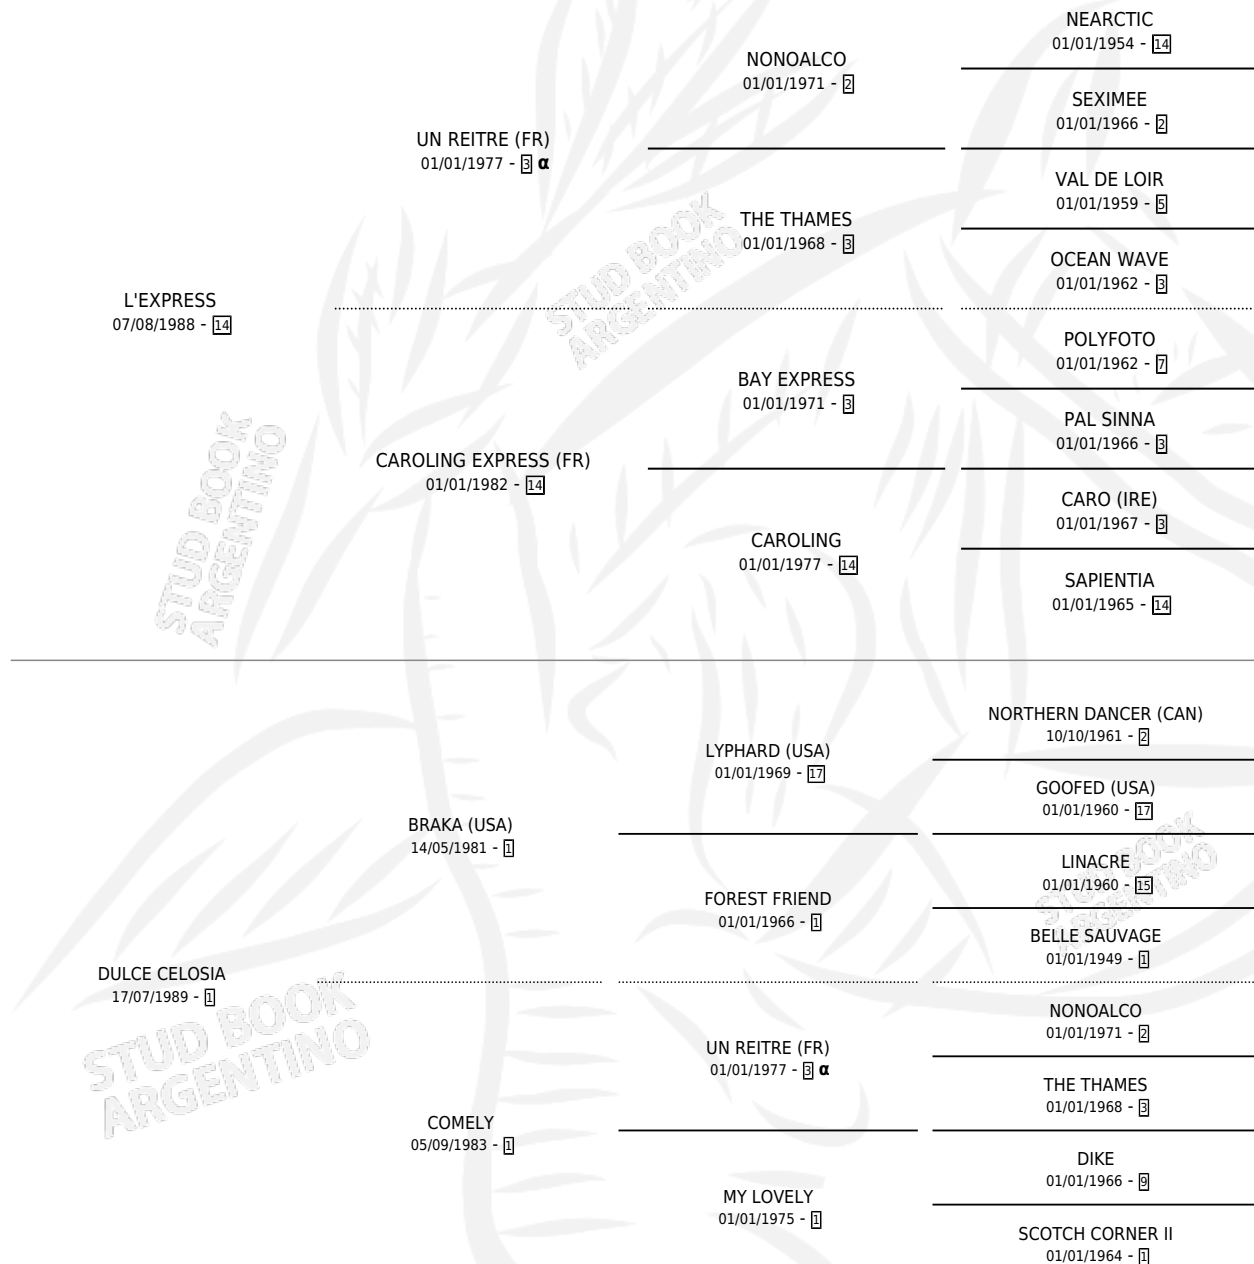 NEARCTIC
01/01/1954 - 14
NONOALCO
01/01/1971 - 2
SEXIMEE
01/01/1966 - 2
UN REITRE (FR)
01/01/1977 - 3 α
VAL DE LOIR
01/01/1959 - 5
THE THAMES
01/01/1968 - 3
OCEAN WAVE
01/01/1962 - 3
L'EXPRESS
07/08/1988 - 14
POLYFOTO
01/01/1962 - 7
BAY EXPRESS
01/01/1971 - 3
PAL SINNA
01/01/1966 - 3
CAROLING EXPRESS (FR)
01/01/1982 - 14
CARO (IRE)
01/01/1967 - 3
CAROLING
01/01/1977 - 14
SAPIENTIA
01/01/1965 - 14
NORTHERN DANCER (CAN)
10/10/1961 - 2
LYPHARD (USA)
01/01/1969 - 17
GOOFED (USA)
01/01/1960 - 17
BRAKA (USA)
14/05/1981 - 1
LINACRE
01/01/1960 - 15
FOREST FRIEND
01/01/1966 - 1
BELLE SAUVAGE
01/01/1949 - 1
DULCE CELOSIA
17/07/1989 - 1
NONOALCO
01/01/1971 - 2
UN REITRE (FR)
01/01/1977 - 3 α
THE THAMES
01/01/1968 - 3
COMELY
05/09/1983 - 1
DIKE
01/01/1966 - 9
MY LOVELY
01/01/1975 - 1
SCOTCH CORNER II
01/01/1964 - 1
STUD BOOK
ARGENTINO
STUD BOOK
ARGENTINO
STUD BOOK
ARGENTINO
STUD BOOK
ARGENTINO